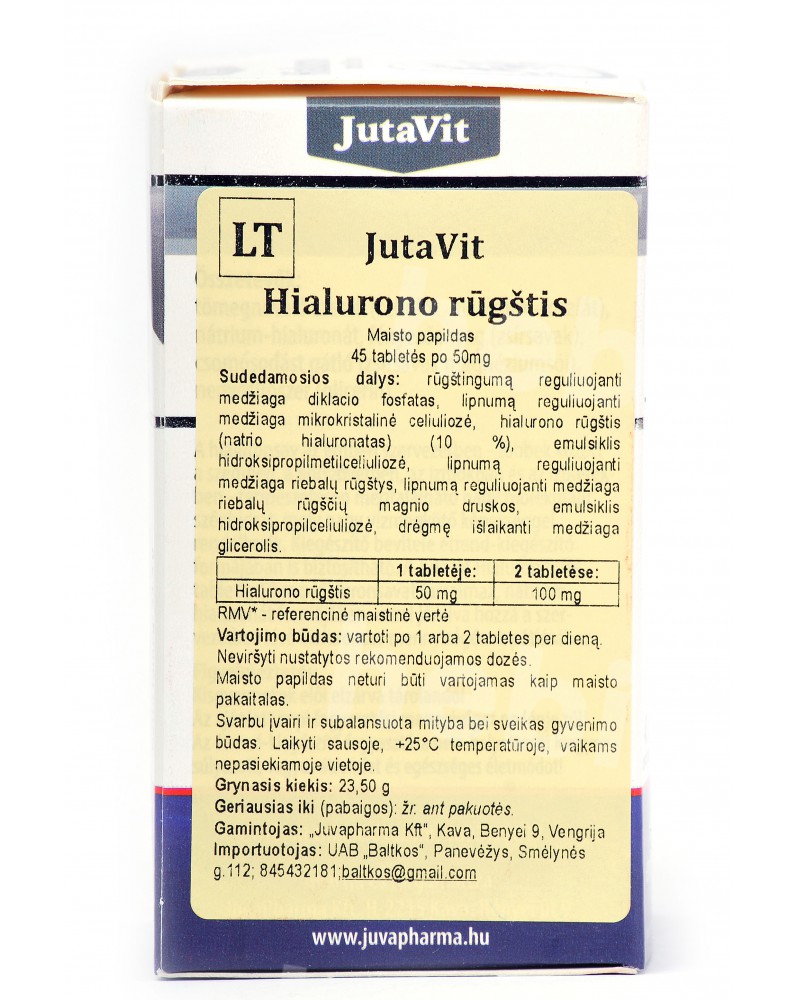 JutaVit
LT
JutaVit
Hialurono rūgštis
Maisto papildas
45 tabletės po 50mg
Sudedamosios dalys: rūgštingumą reguliuojanti
medžiaga diklacio fosfatas, lipnumą reguliuojanti
medžiaga mikrokristalinė celiuliozė, hialurono rūgštis
(natrio hialuronatas) (10 %), emulsiklis
hidroksipropilmetilceliuliozė, lipnumą reguliuojanti
medžiaga riebalų rūgštys, lipnumą reguliuojanti medžiaga
riebalų rūgščių magnio druskos, emulsiklis
hidroksipropilceliuliozė, drėgmę išlaikanti medžiaga
glicerolis.
1 tabletėje: 2 tabletėse:
Hialurono rūgštis 50 mg 100 mg
RMV* - referencinė maistinė vertė
Vartojimo būdas: vartoti po 1 arba 2 tabletes per dieną.
Neviršyti nustatytos rekomenduojamos dozės.
Maisto papildas neturi būti vartojamas kaip maisto
pakaitalas.
Svarbu įvairi ir subalansuota mityba bei sveikas gyvenimo
būdas. Laikyti sausoje, +25°C temperatūroje, vaikams
nepasiekiamoje vietoje.
Grynasis kiekis: 23,50 g
Geriausias iki (pabaigos): žr. ant pakuotės.
Gamintojas: „Juvapharma Kft“, Kava, Benyei 9, Vengrija
Importuotojas: UAB „Baltkos“, Panevėžys, Smėlynės
g.112; 845432181;baltkos@gmail.com
www.juvapharma.hu